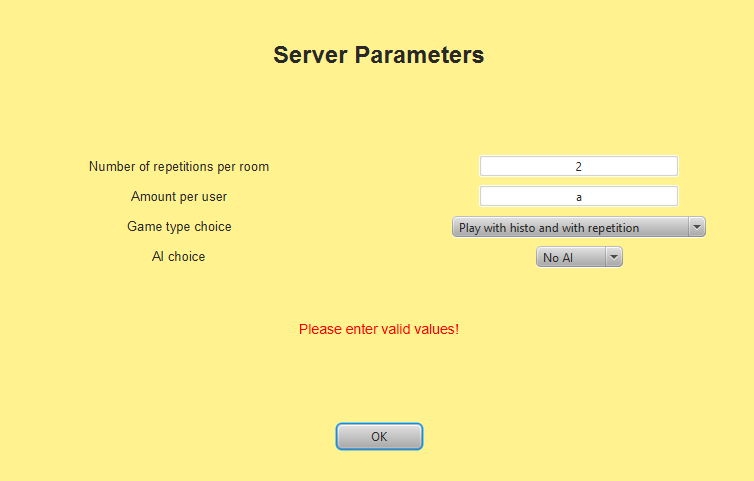 Server Parameters
Number of repetitions per room 2
Amount per user a
Game type choice Play with histo and with repetition
AI choice No AI
Please enter valid values!
OK